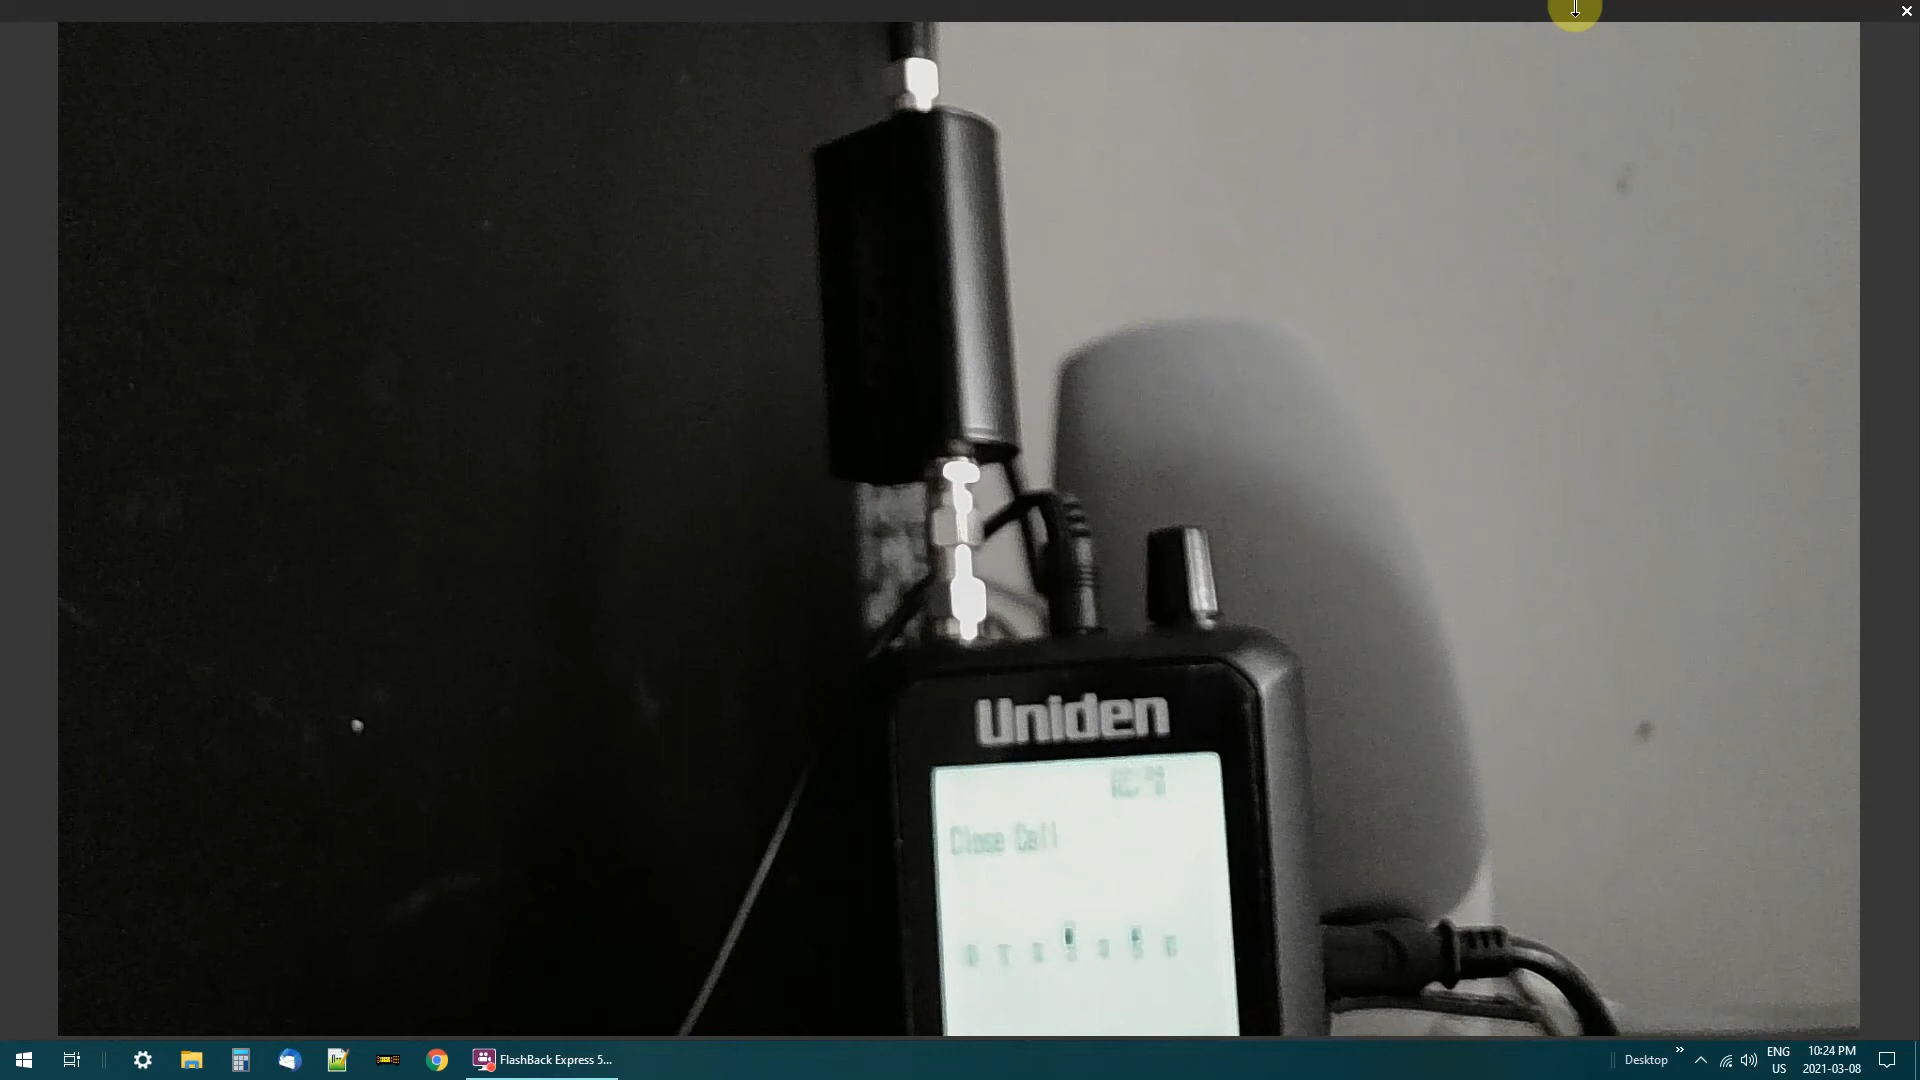 Uniden
Close Call
FlashBack Express 5...
Desktop
ENG
US
10:24 PM
2021-03-08